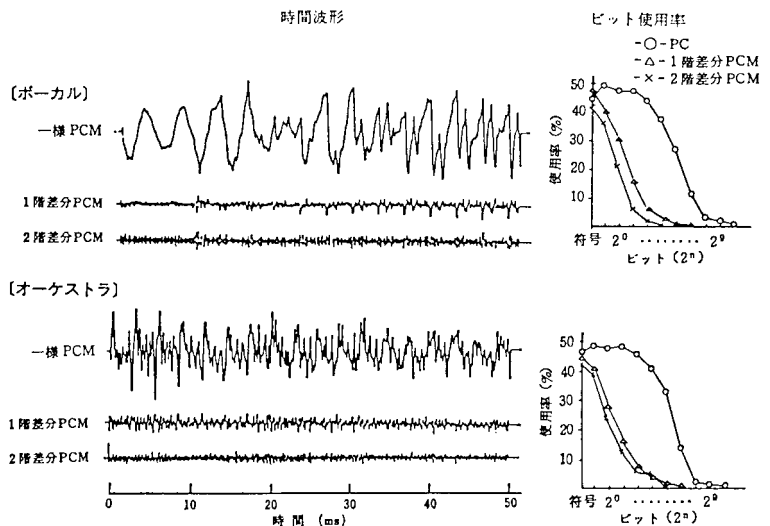 時間波形
ビット使用率
-○-PC
-△-1階差分PCM
-×-2階差分PCM
〔ボーカル〕
一様PCM
1階差分PCM
2階差分PCM
使用率(%)
50
40
30
20
10
符号 2⁰ ........ 2⁹
ビット(2ⁿ)
〔オーケストラ〕
一様PCM
1階差分PCM
2階差分PCM
0 10 20 30 40 50
時間 (ms)
使用率(%)
50
40
30
20
10
符号 2⁰ ........ 2⁹
ビット(2ⁿ)